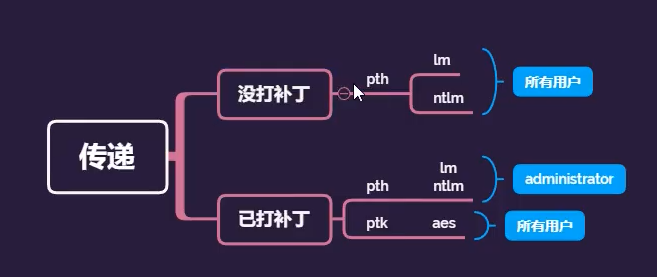 传递
没打补丁
pth
lm
ntlm
所有用户
已打补丁
pth
lm
ntlm
administrator
ptk
aes
所有用户